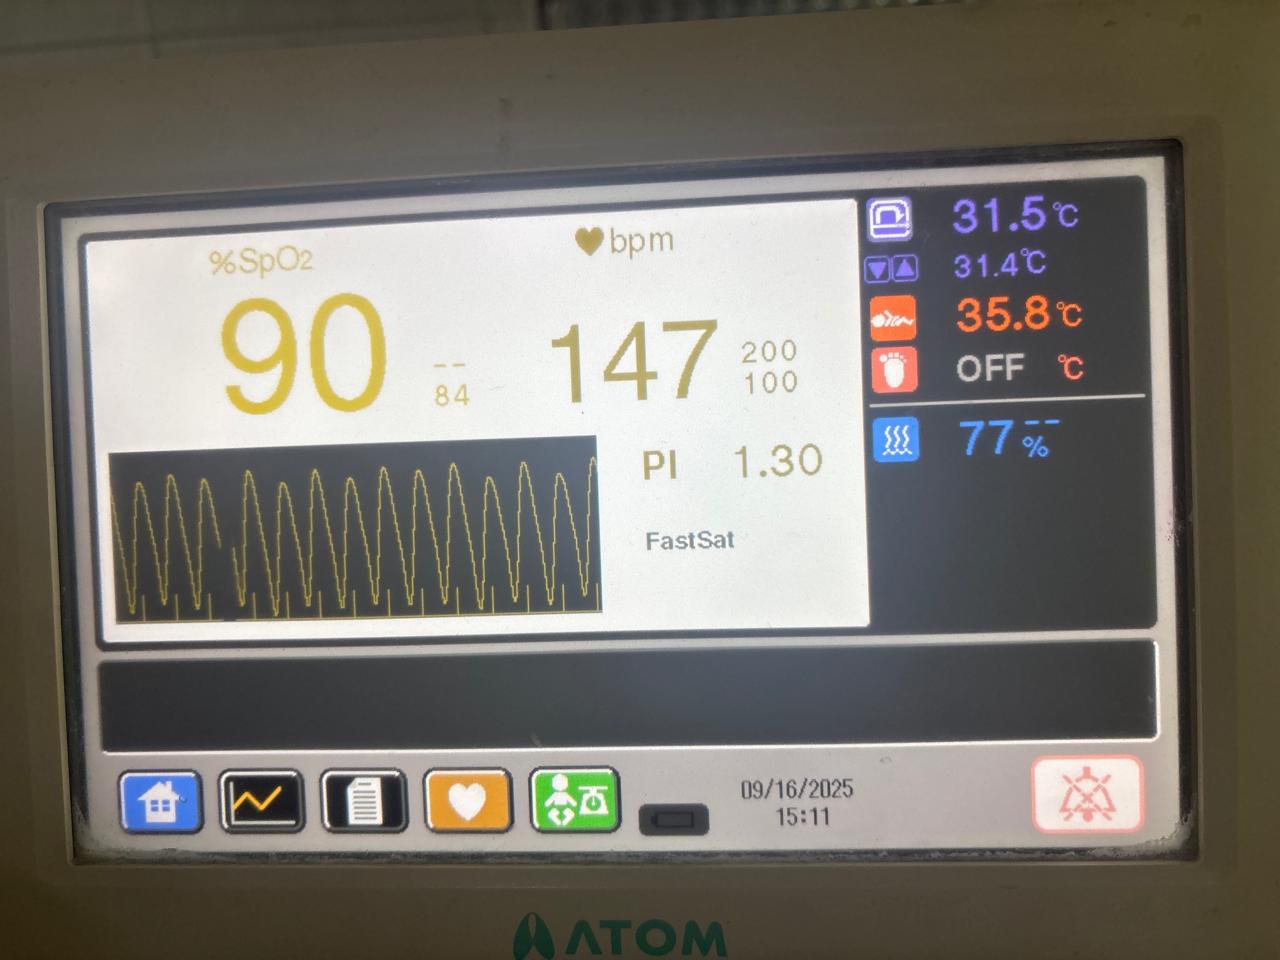 %SpO2
90
--
84
bpm
147
200
100
PI 1.30
FastSat
31.5℃
31.4℃
35.8℃
OFF ℃
77 --%
09/16/2025
15:11
ATOM